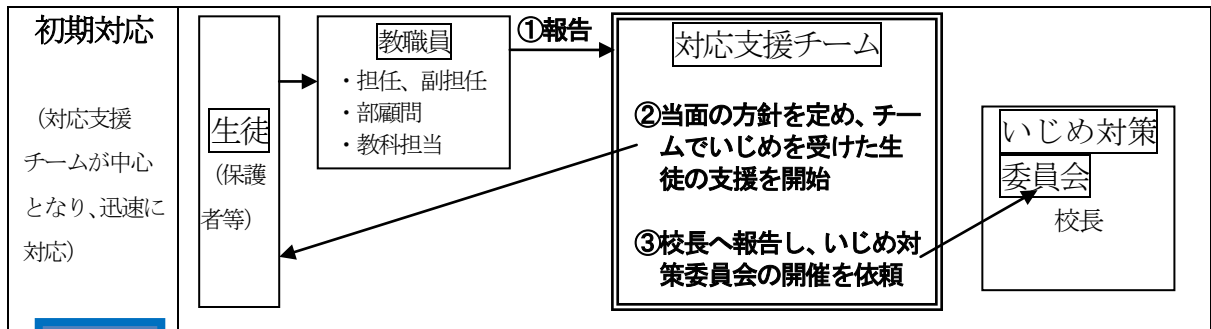 初期対応
（対応支援
チームが中心
となり、迅速に
対応）
生徒
（保護
者等）
教職員
・担任、副担任
・部顧問
・教科担当
①報告
対応支援チーム
②当面の方針を定め、チー
ムでいじめを受けた生
徒の支援を開始
③校長へ報告し、いじめ対
策委員会の開催を依頼
いじめ対策
委員会
校長